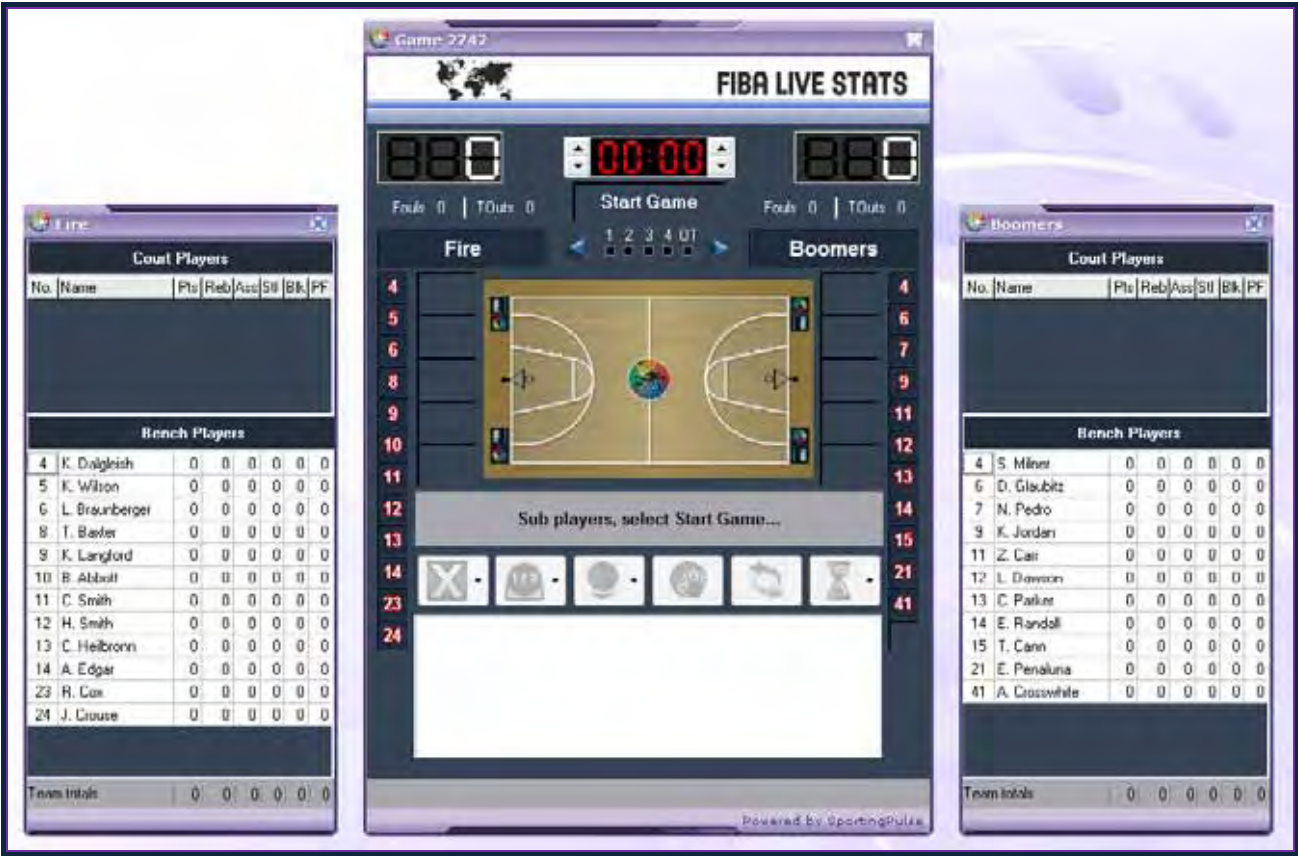 Game 2742
FIBA LIVE STATS
0 00:00 0
Fouls 0 | TOuts 0 Start Game Fouls 0 | TOuts 0
1 2 3 4 OT
Fire Boomers
4 4
5 6
6 7
8 9
9 11
10 12
11 13
12 14
13 15
14 21
23 41
24
Sub players, select Start Game...
Powered by SportingPulse
Fire
Court Players
No. Name Pts Reb Ass Stl Blk PF
Bench Players
4 K. Dalgleish 0 0 0 0 0 0
5 K. Wilson 0 0 0 0 0 0
6 L. Braunberger 0 0 0 0 0 0
8 T. Baxter 0 0 0 0 0 0
9 K. Langford 0 0 0 0 0 0
10 B. Abbott 0 0 0 0 0 0
11 C. Smith 0 0 0 0 0 0
12 H. Smith 0 0 0 0 0 0
13 C. Heilbronn 0 0 0 0 0 0
14 A. Edgar 0 0 0 0 0 0
23 R. Cox 0 0 0 0 0 0
24 J. Crouse 0 0 0 0 0 0
Team totals 0 0 0 0 0 0
Boomers
Court Players
No. Name Pts Reb Ass Stl Blk PF
Bench Players
4 S. Milner 0 0 0 0 0 0
6 D. Glaubitz 0 0 0 0 0 0
7 N. Pedro 0 0 0 0 0 0
9 K. Jordan 0 0 0 0 0 0
11 Z. Carr 0 0 0 0 0 0
12 L. Dawson 0 0 0 0 0 0
13 C. Parker 0 0 0 0 0 0
14 E. Randall 0 0 0 0 0 0
15 T. Cann 0 0 0 0 0 0
21 E. Penaluna 0 0 0 0 0 0
41 A. Crosswhite 0 0 0 0 0 0
Team totals 0 0 0 0 0 0